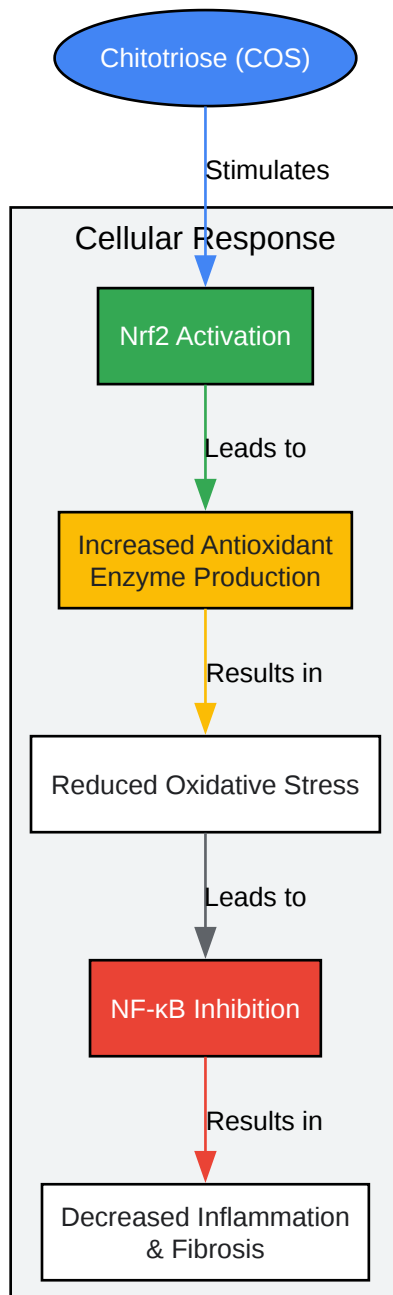 Chitotriose (COS)
Stimulates
Cellular Response
Nrf2 Activation
Leads to
Increased Antioxidant
Enzyme Production
Results in
Reduced Oxidative Stress
Leads to
NF-κB Inhibition
Results in
Decreased Inflammation
& Fibrosis